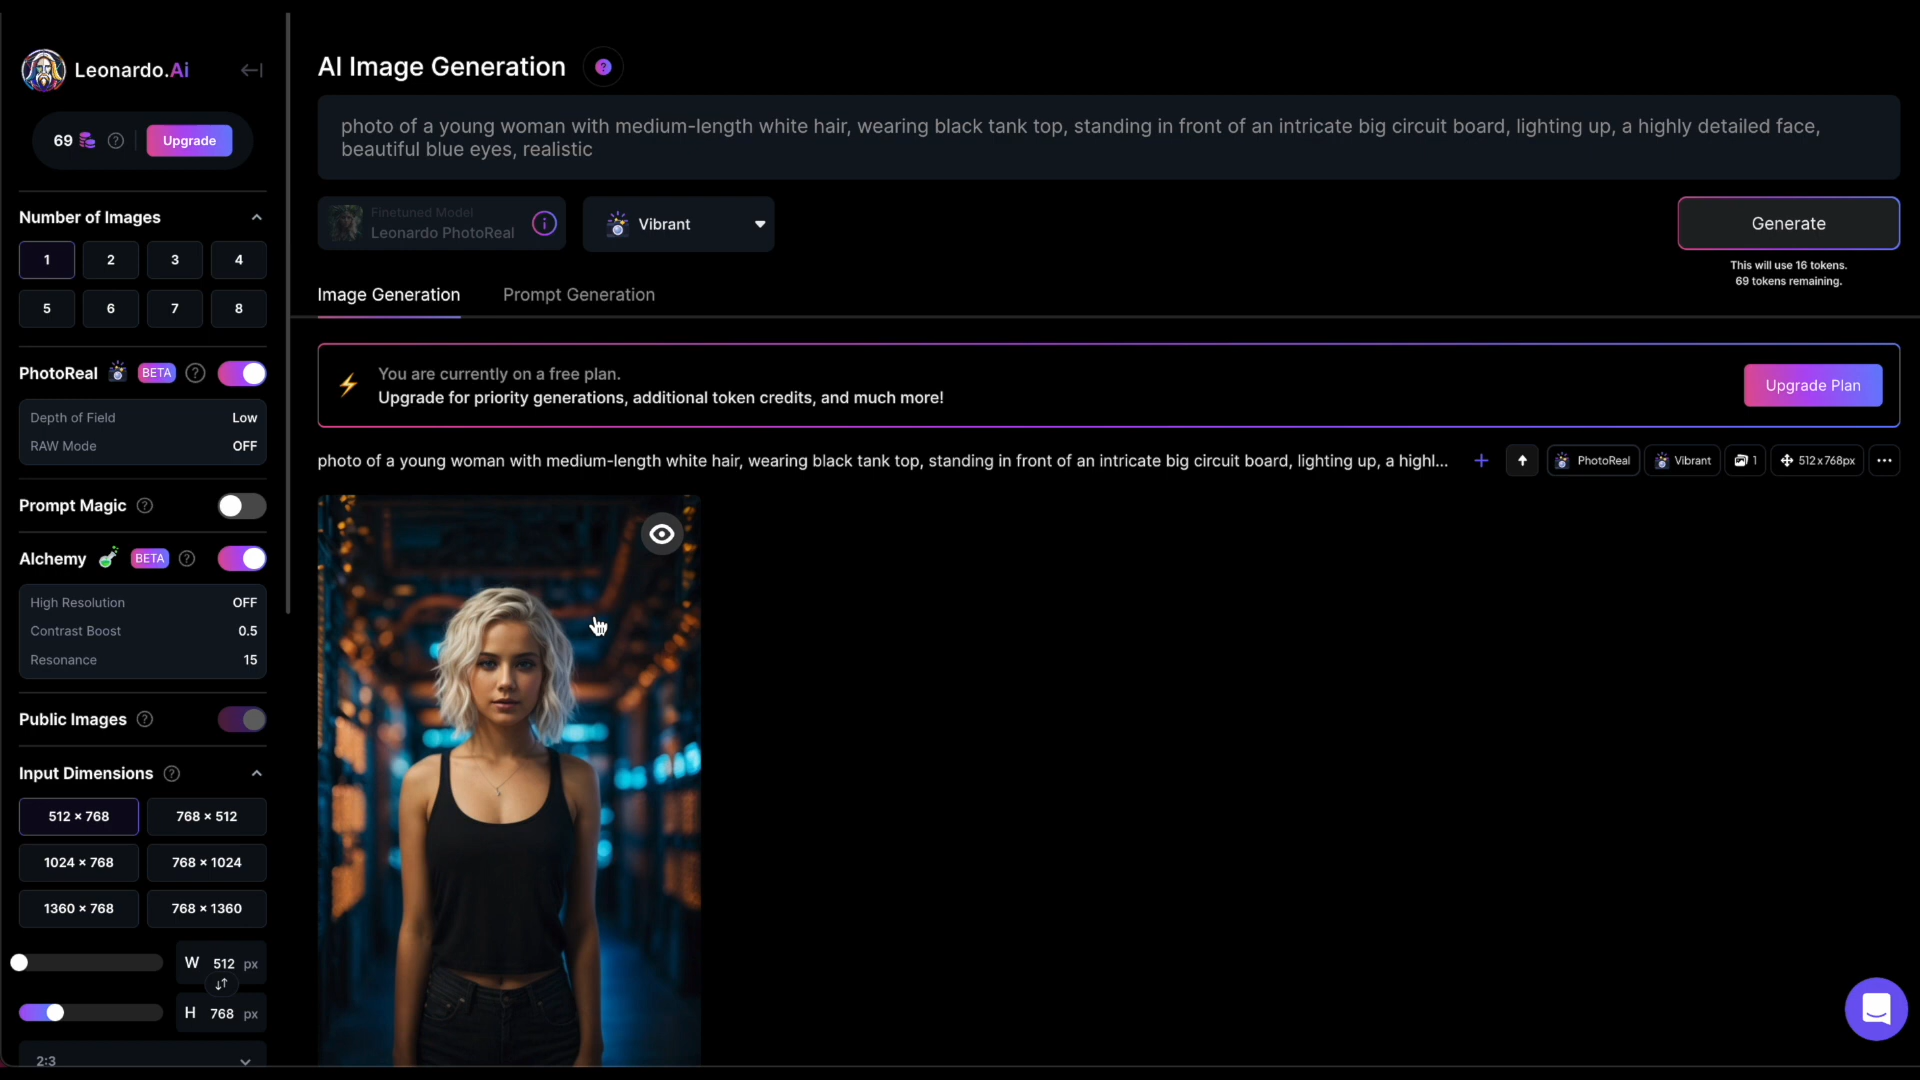 Leonardo.Ai
69
Upgrade
Number of Images
1 2 3 4
5 6 7 8
PhotoReal BETA
Depth of Field Low
RAW Mode OFF
Prompt Magic
Alchemy BETA
High Resolution OFF
Contrast Boost 0.5
Resonance 15
Public Images
Input Dimensions
512 × 768 768 × 512
1024 × 768 768 × 1024
1360 × 768 768 × 1360
W 512 px
H 768 px
2:3
AI Image Generation ?
photo of a young woman with medium-length white hair, wearing black tank top, standing in front of an intricate big circuit board, lighting up, a highly detailed face,
beautiful blue eyes, realistic
Finetuned Model
Leonardo PhotoReal
Vibrant
Generate
This will use 16 tokens.
69 tokens remaining.
Image Generation Prompt Generation
You are currently on a free plan.
Upgrade for priority generations, additional token credits, and much more!
Upgrade Plan
photo of a young woman with medium-length white hair, wearing black tank top, standing in front of an intricate big circuit board, lighting up, a highl... PhotoReal Vibrant 1 512x768px